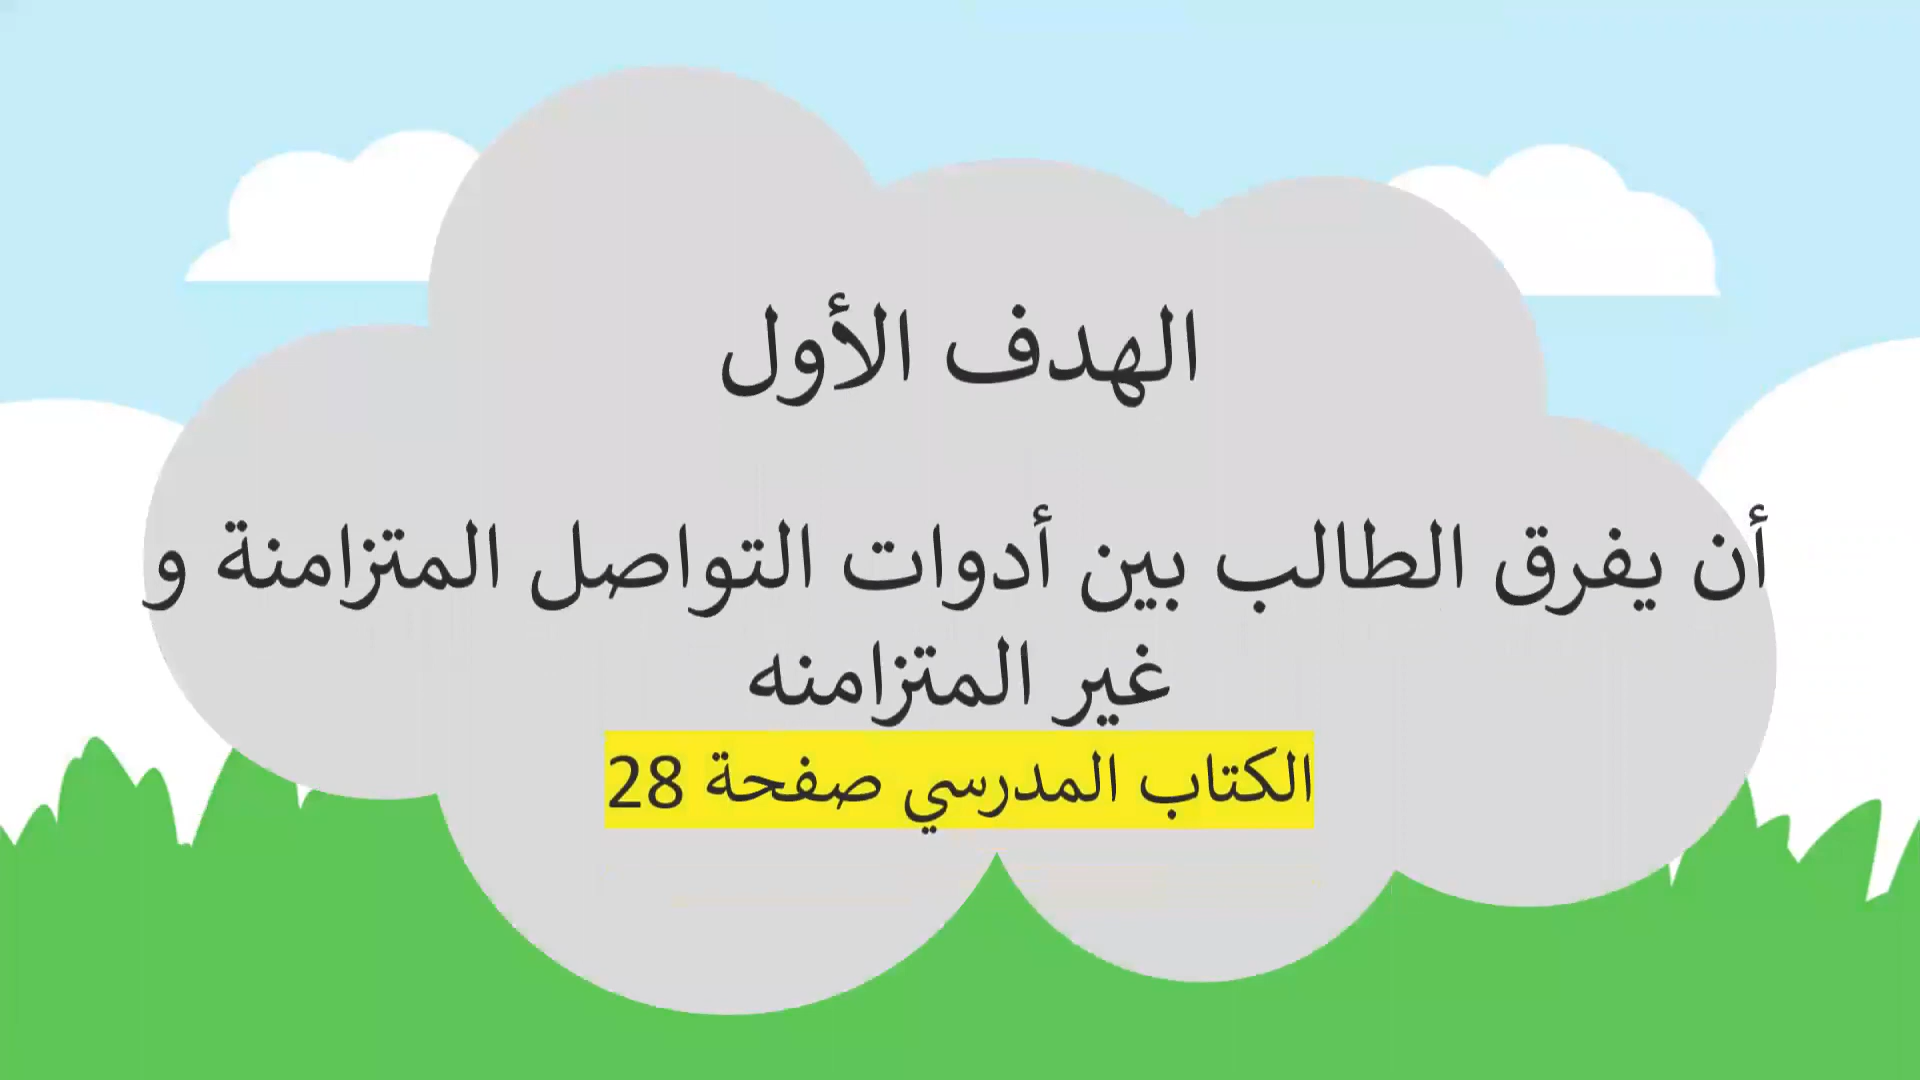 الهدف الأول
أن يفرق الطالب بين أدوات التواصل المتزامنة و
غير المتزامنه
الكتاب المدرسي صفحة 28